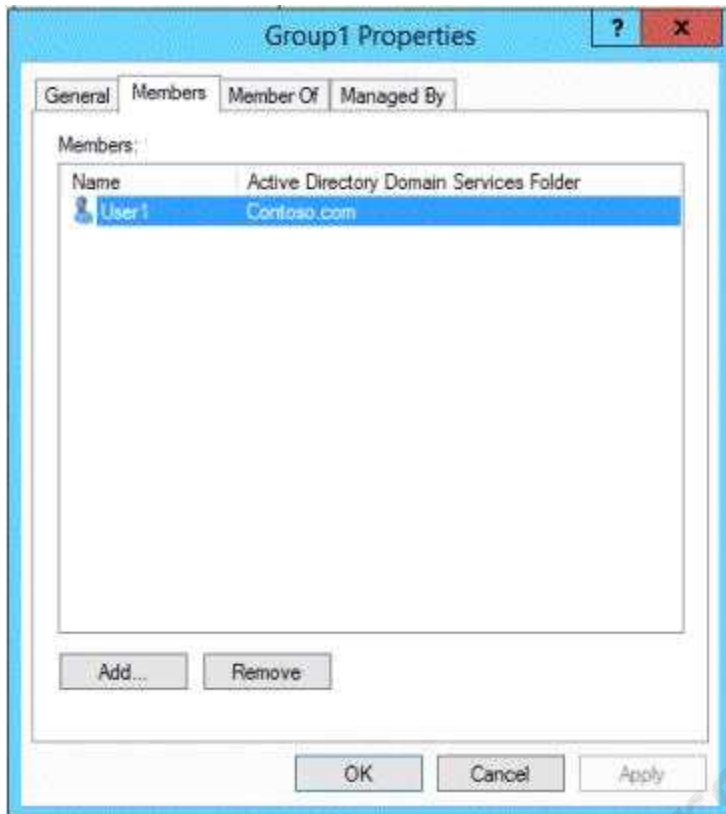 Group1 Properties
? x
General Members Member Of Managed By
Members:
Name Active Directory Domain Services Folder
User1 Contoso.com
Add... Remove
OK Cancel Apply